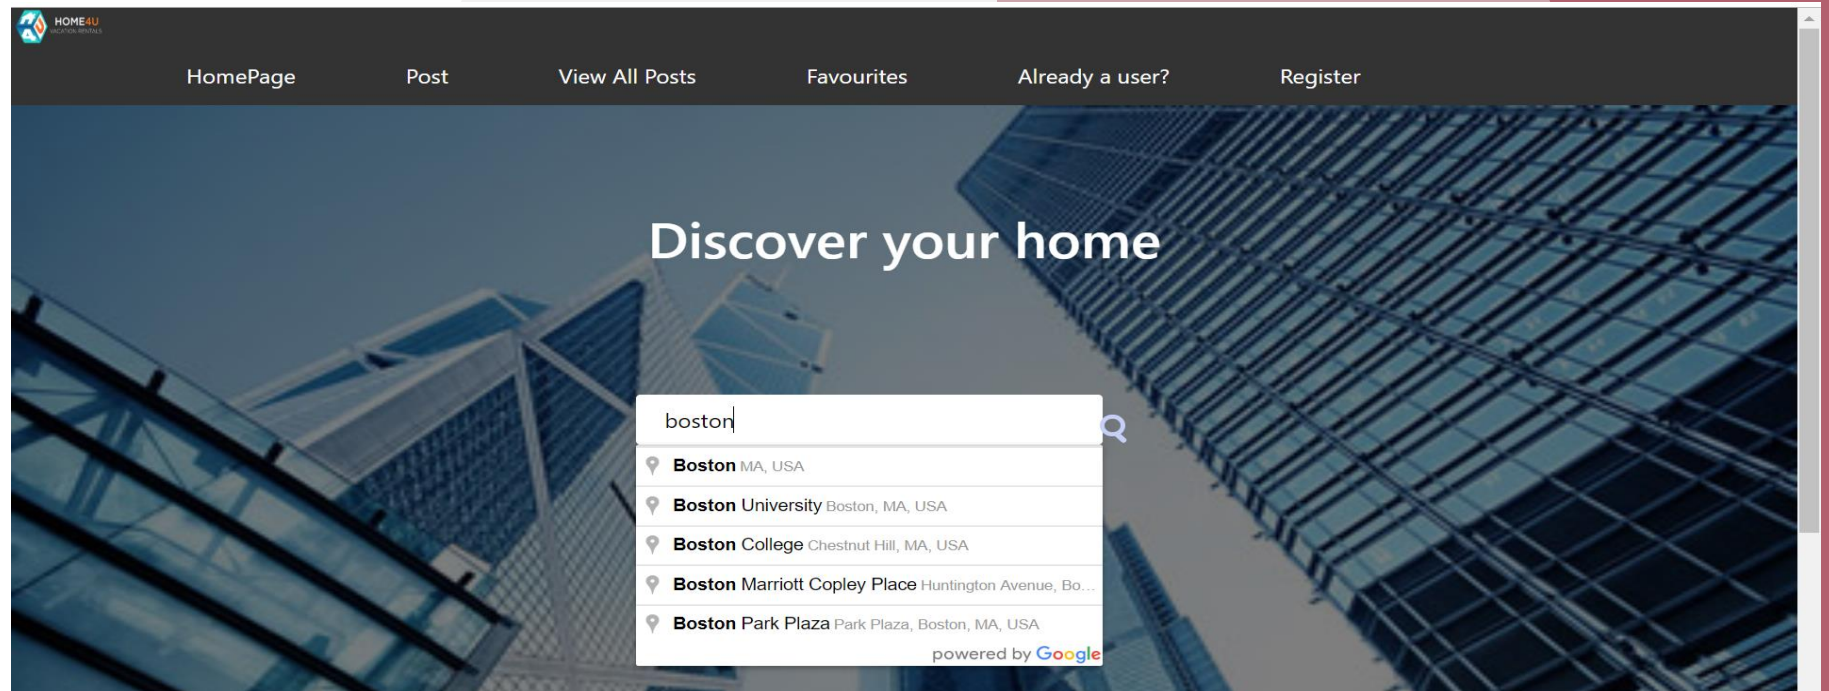 HOME4U
VACATION RENTALS
HomePage Post View All Posts Favourites Already a user? Register
Discover your home
boston
Boston MA, USA
Boston University Boston, MA, USA
Boston College Chestnut Hill, MA, USA
Boston Marriott Copley Place Huntington Avenue, Bo...
Boston Park Plaza Park Plaza, Boston, MA, USA
powered by Google